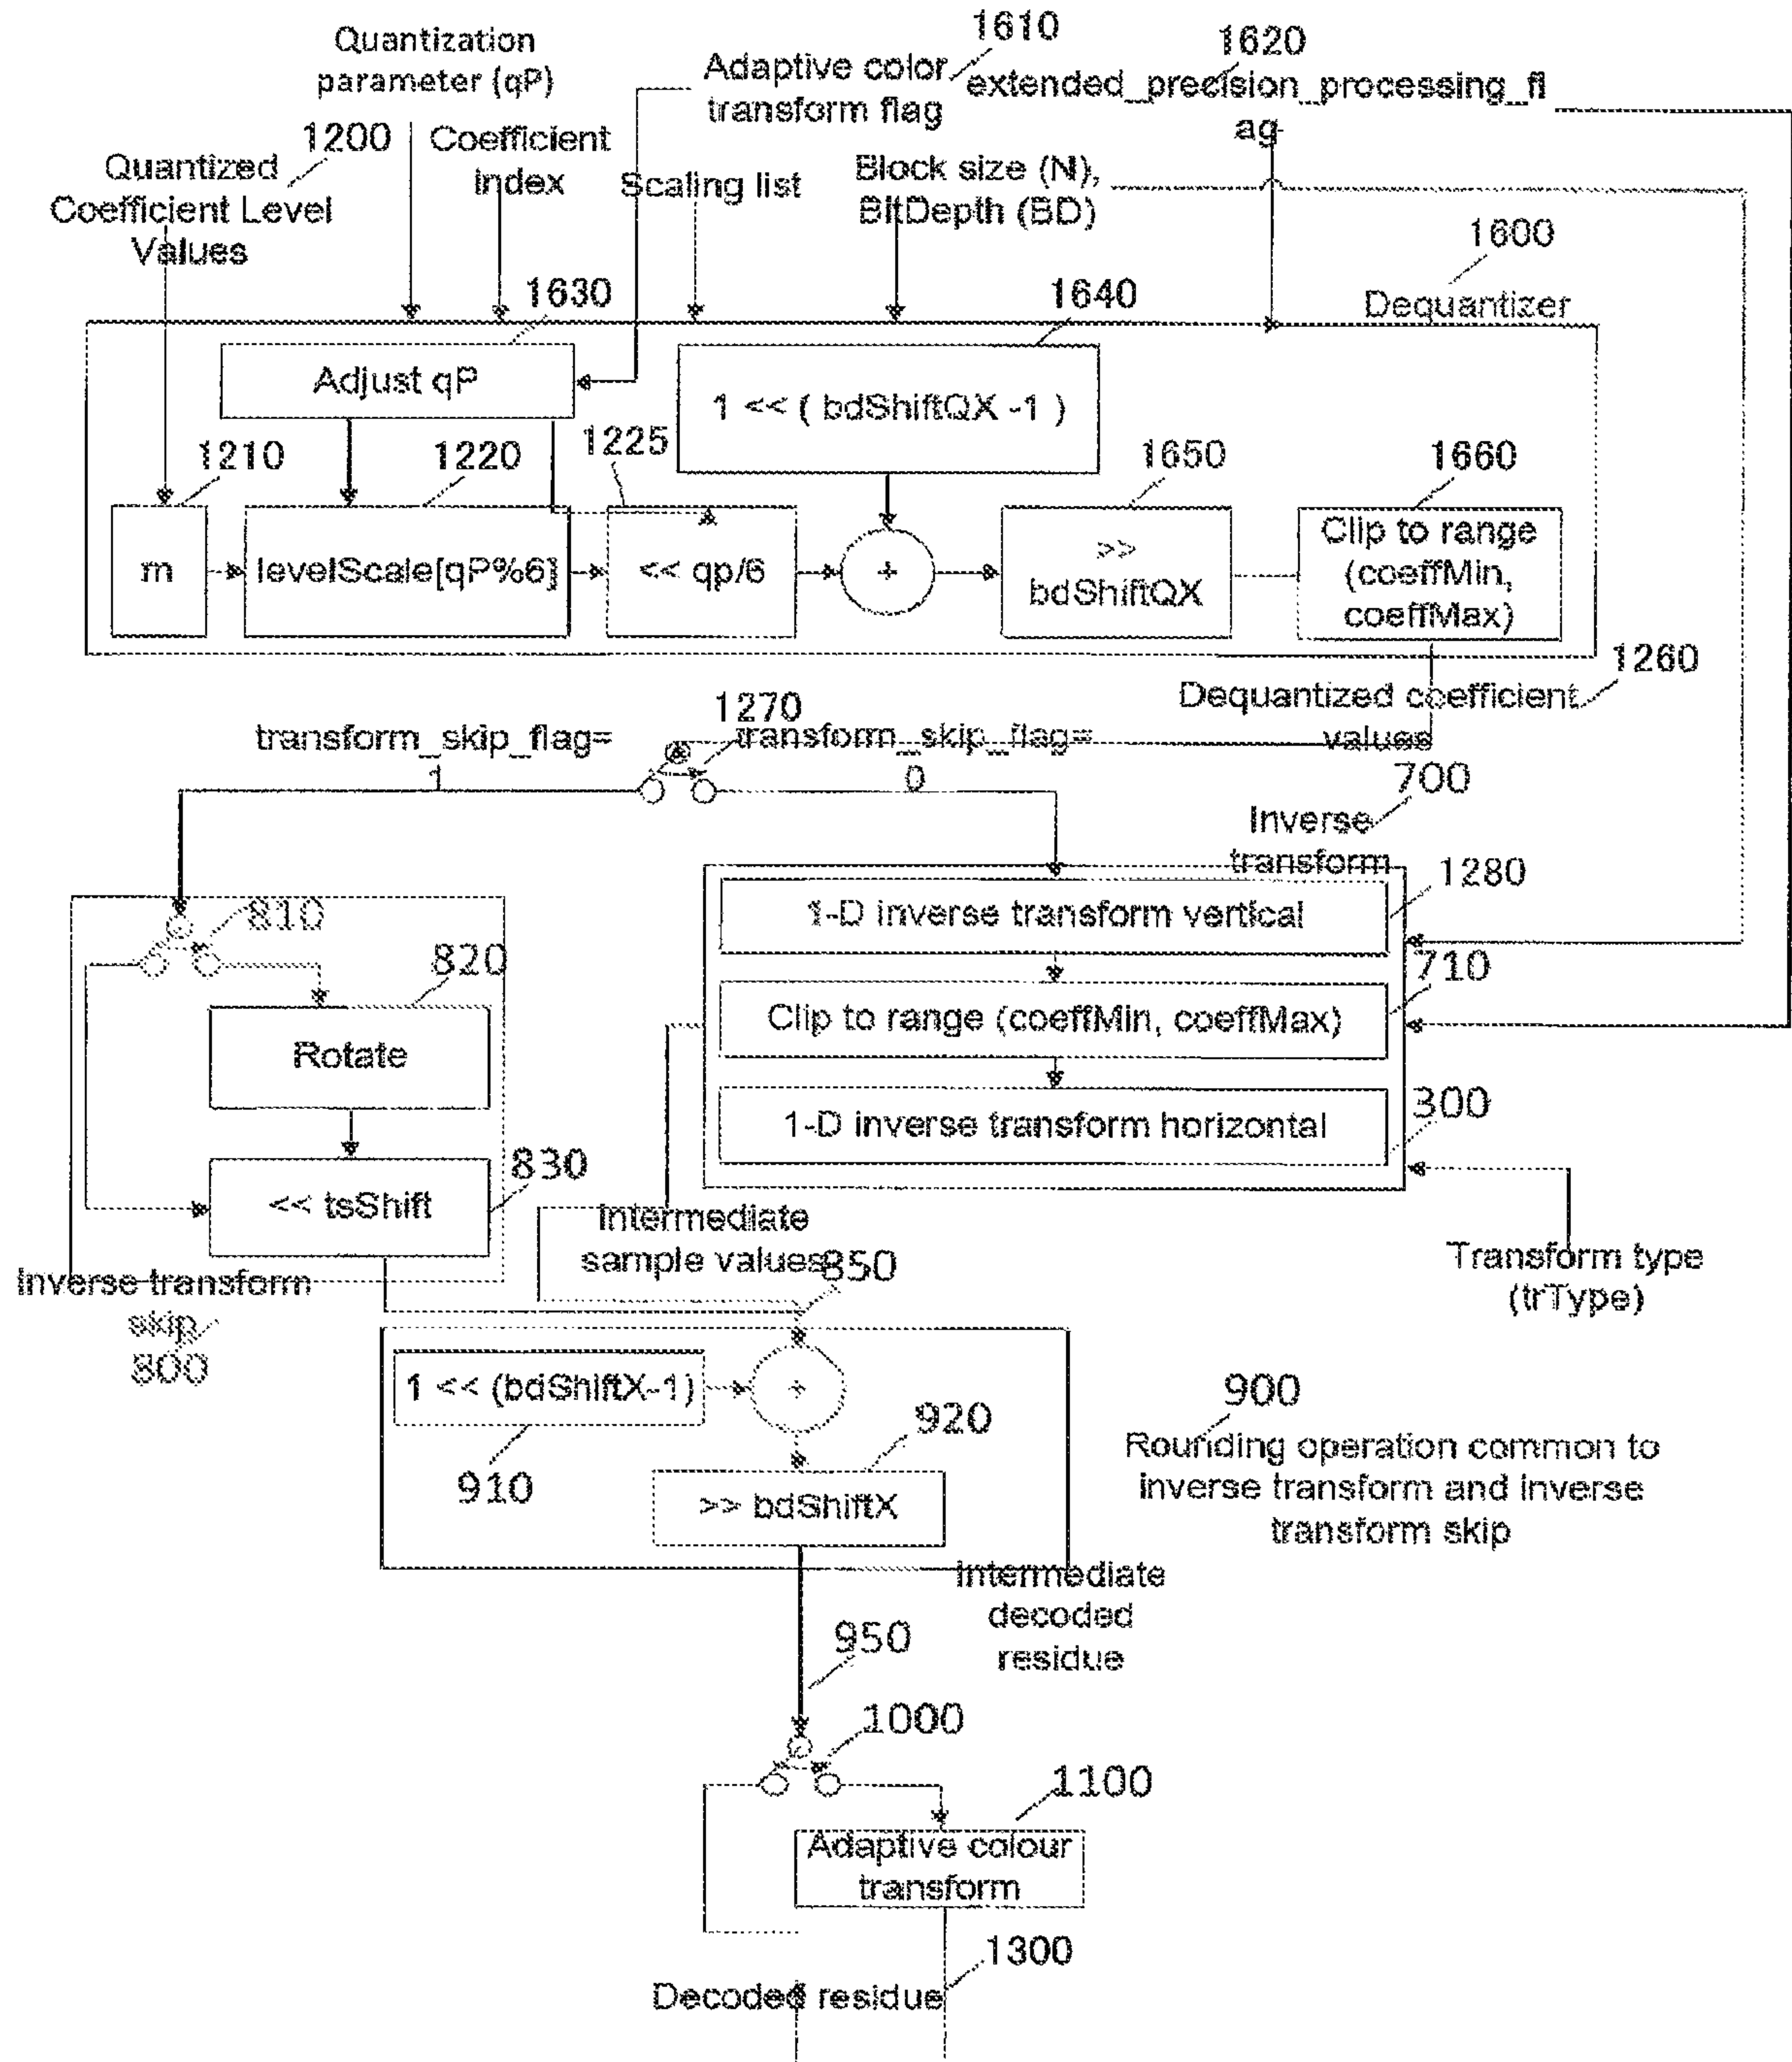 1610
1620
Quantization
parameter (qP)
Adaptive color
transform flag
extended_precision_processing_fl
ag
1200
Coefficient
Index
Quantized
Coefficient Level
Values
Scaling list
Block size (N),
BitDepth (BD)
1600
Dequantizer
1630
1640
Adjust qP
1 << ( bdShiftQX -1 )
1210
1220
1225
1650
1660
m
levelScale[qP%6]
<< qp/6
+
>>
bdShiftQX
Clip to range
(coeffMin,
coeffMax)
1260
Dequantized coefficient
values
1270
transform_skip_flag=
1
transform_skip_flag=
0
700
Inverse
transform
1280
1-D inverse transform vertical
810
820
710
Clip to range (coeffMin, coeffMax)
Rotate
300
1-D inverse transform horizontal
830
<< tsShift
Intermediate
sample values
850
Transform type
(trType)
Inverse transform
skip
800
1 << (bdShiftX-1)
+
910
920
>> bdShiftX
900
Rounding operation common to
inverse transform and inverse
transform skip
Intermediate
decoded
residue
950
1000
1100
Adaptive colour
transform
1300
Decoded residue